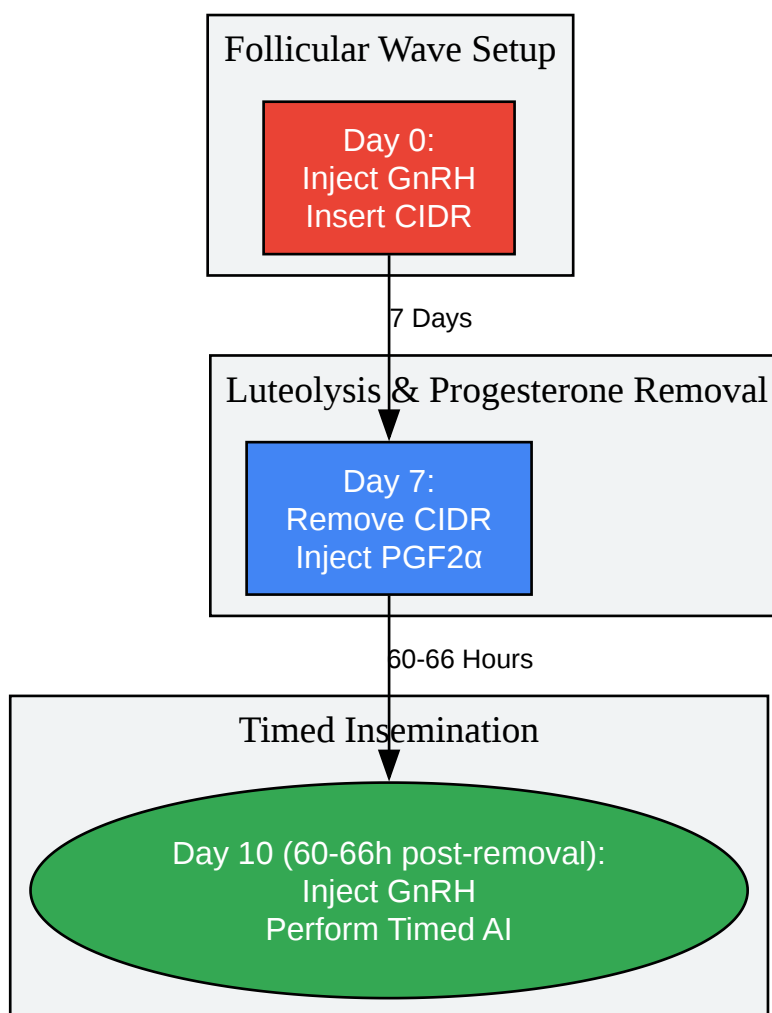 Follicular Wave Setup
Day 0:
Inject GnRH
Insert CIDR
7 Days
Luteolysis & Progesterone Removal
Day 7:
Remove CIDR
Inject PGF2α
60-66 Hours
Timed Insemination
Day 10 (60-66h post-removal):
Inject GnRH
Perform Timed AI